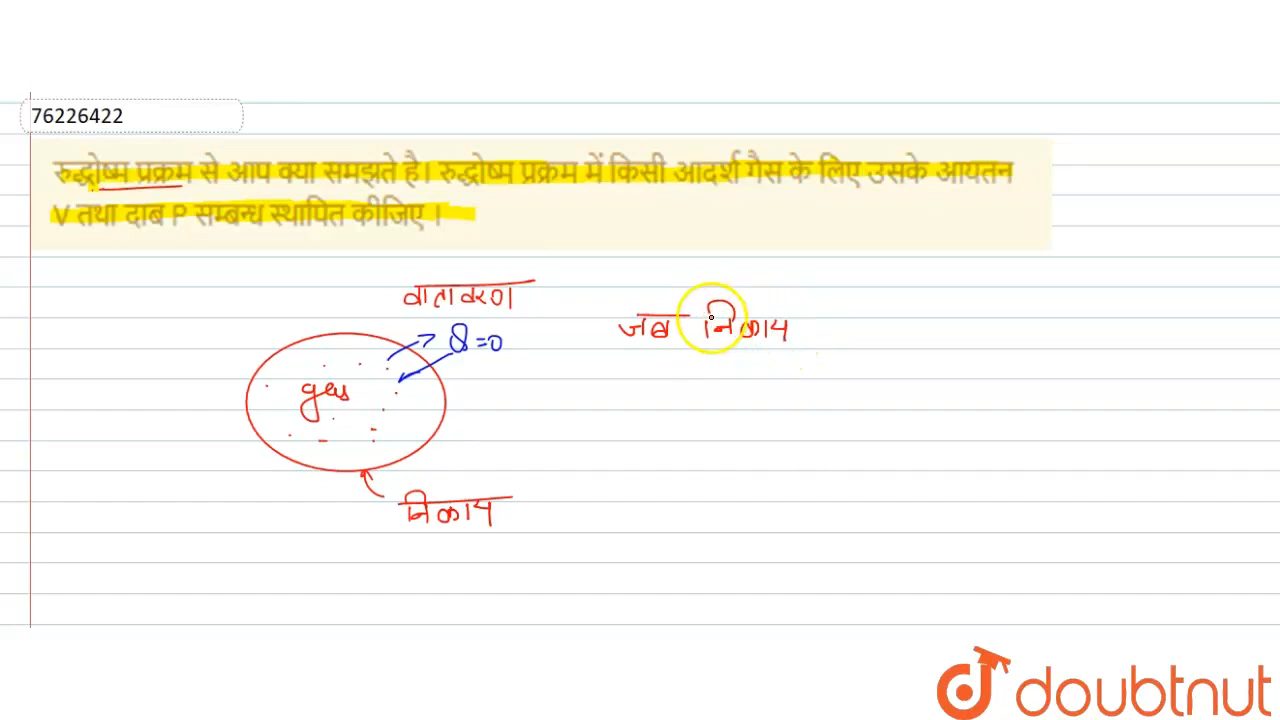 76226422
रुद्धोष्म प्रक्रम से आप क्या समझते है। रुद्धोष्म प्रक्रम में किसी आदर्श गैस के लिए उसके आयतन
V तथा दाब P सम्बन्ध स्थापित कीजिए ।
वातावरण
जब निकाय
Q=0
gas
निकाय
doubtnut